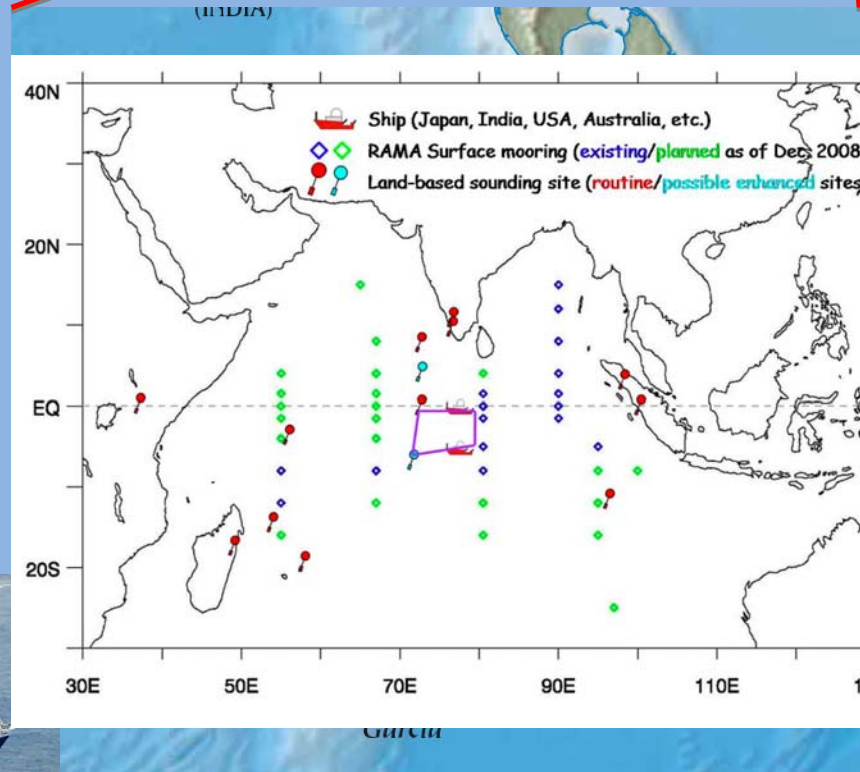 (INDIA)
40N
Ship (Japan, India, USA, Australia, etc.)
RAMA Surface mooring (existing/planned as of Dec. 2008
Land-based sounding site (routine/possible enhanced sites
20N
EQ
20S
30E 50E 70E 90E 110E 1
Garcia